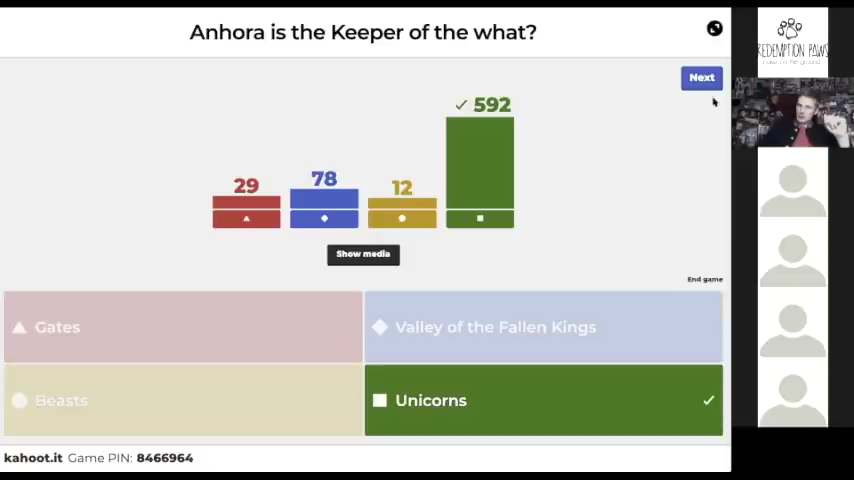 Anhora is the Keeper of the what?
Next
592
29
78
12
Show media
End game
Gates
Valley of the Fallen Kings
Beasts
Unicorns
kahoot.it Game PIN: 8466964
REDEMPTION PAWS